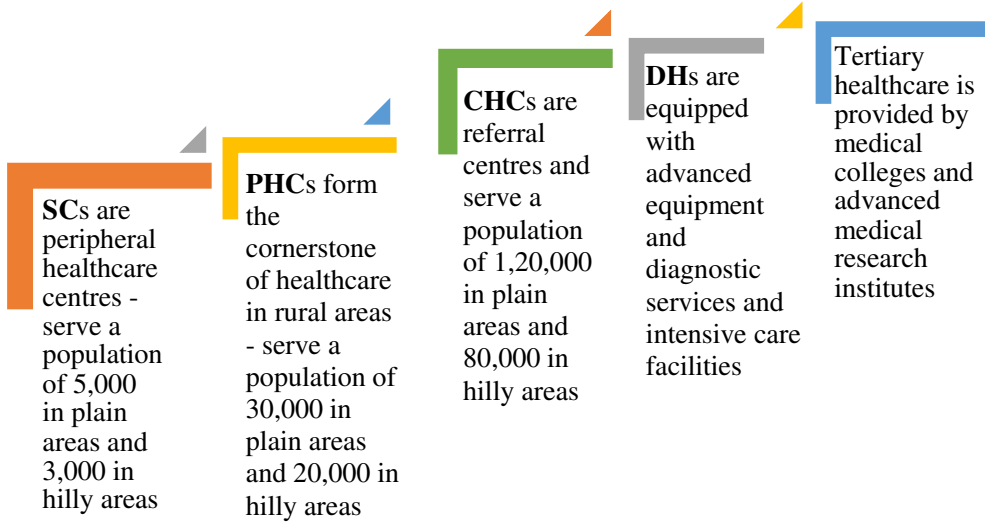 SCs are
peripheral
healthcare
centres -
serve a
population
of 5,000
in plain
areas and
3,000 in
hilly areas
PHCs form
the
cornerstone
of healthcare
in rural areas
- serve a
population of
30,000 in
plain areas
and 20,000 in
hilly areas
CHCs are
referral
centres and
serve a
population
of 1,20,000
in plain
areas and
80,000 in
hilly areas
DHs are
equipped
with
advanced
equipment
and
diagnostic
services and
intensive care
facilities
Tertiary
healthcare is
provided by
medical
colleges and
advanced
medical
research
institutes